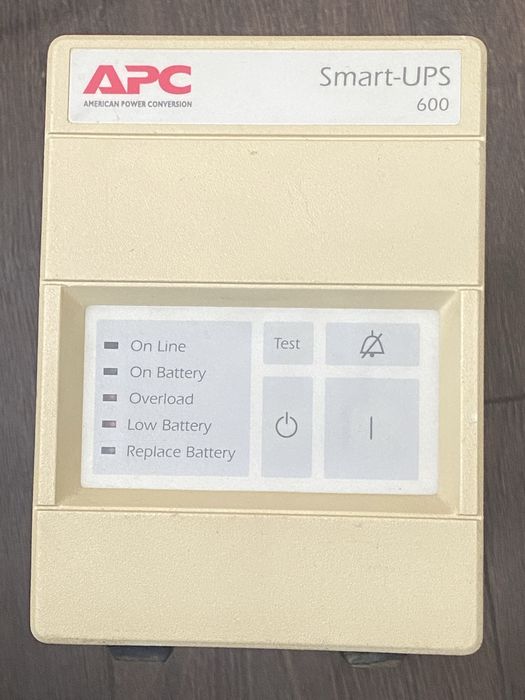 APC
AMERICAN POWER CONVERSION
Smart-UPS
600
On Line
On Battery
Overload
Low Battery
Replace Battery
Test